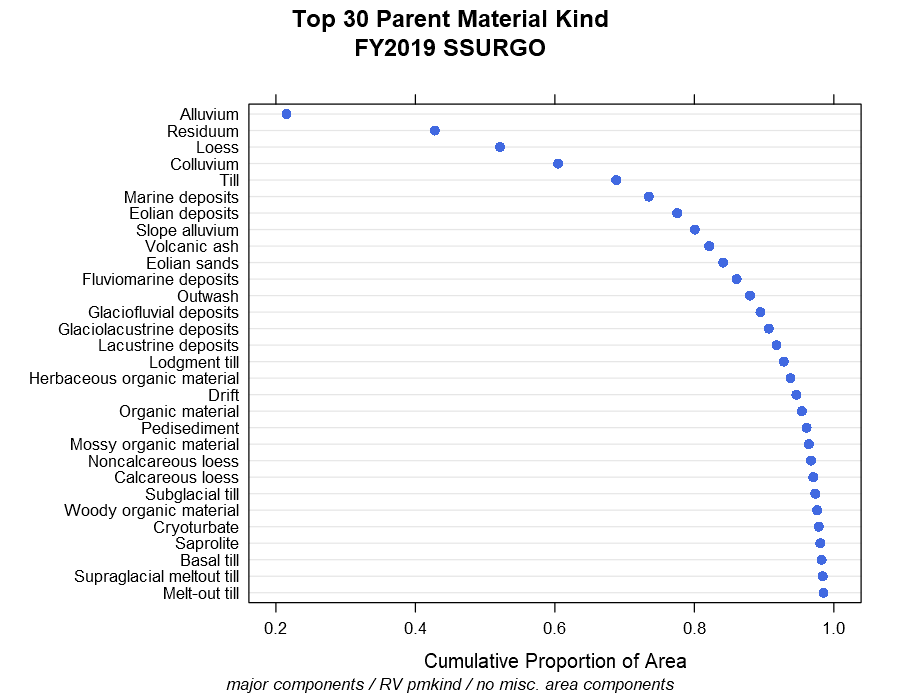 Top 30 Parent Material Kind
FY2019 SSURGO
Alluvium
Residuum
Loess
Colluvium
Till
Marine deposits
Eolian deposits
Slope alluvium
Volcanic ash
Eolian sands
Fluviomarine deposits
Outwash
Glaciofluvial deposits
Glaciolacustrine deposits
Lacustrine deposits
Lodgment till
Herbaceous organic material
Drift
Organic material
Pedisediment
Mossy organic material
Noncalcareous loess
Calcareous loess
Subglacial till
Woody organic material
Cryoturbate
Saprolite
Basal till
Supraglacial meltout till
Melt-out till
0.2 0.4 0.6 0.8 1.0
Cumulative Proportion of Area
major components / RV pmkind / no misc. area components